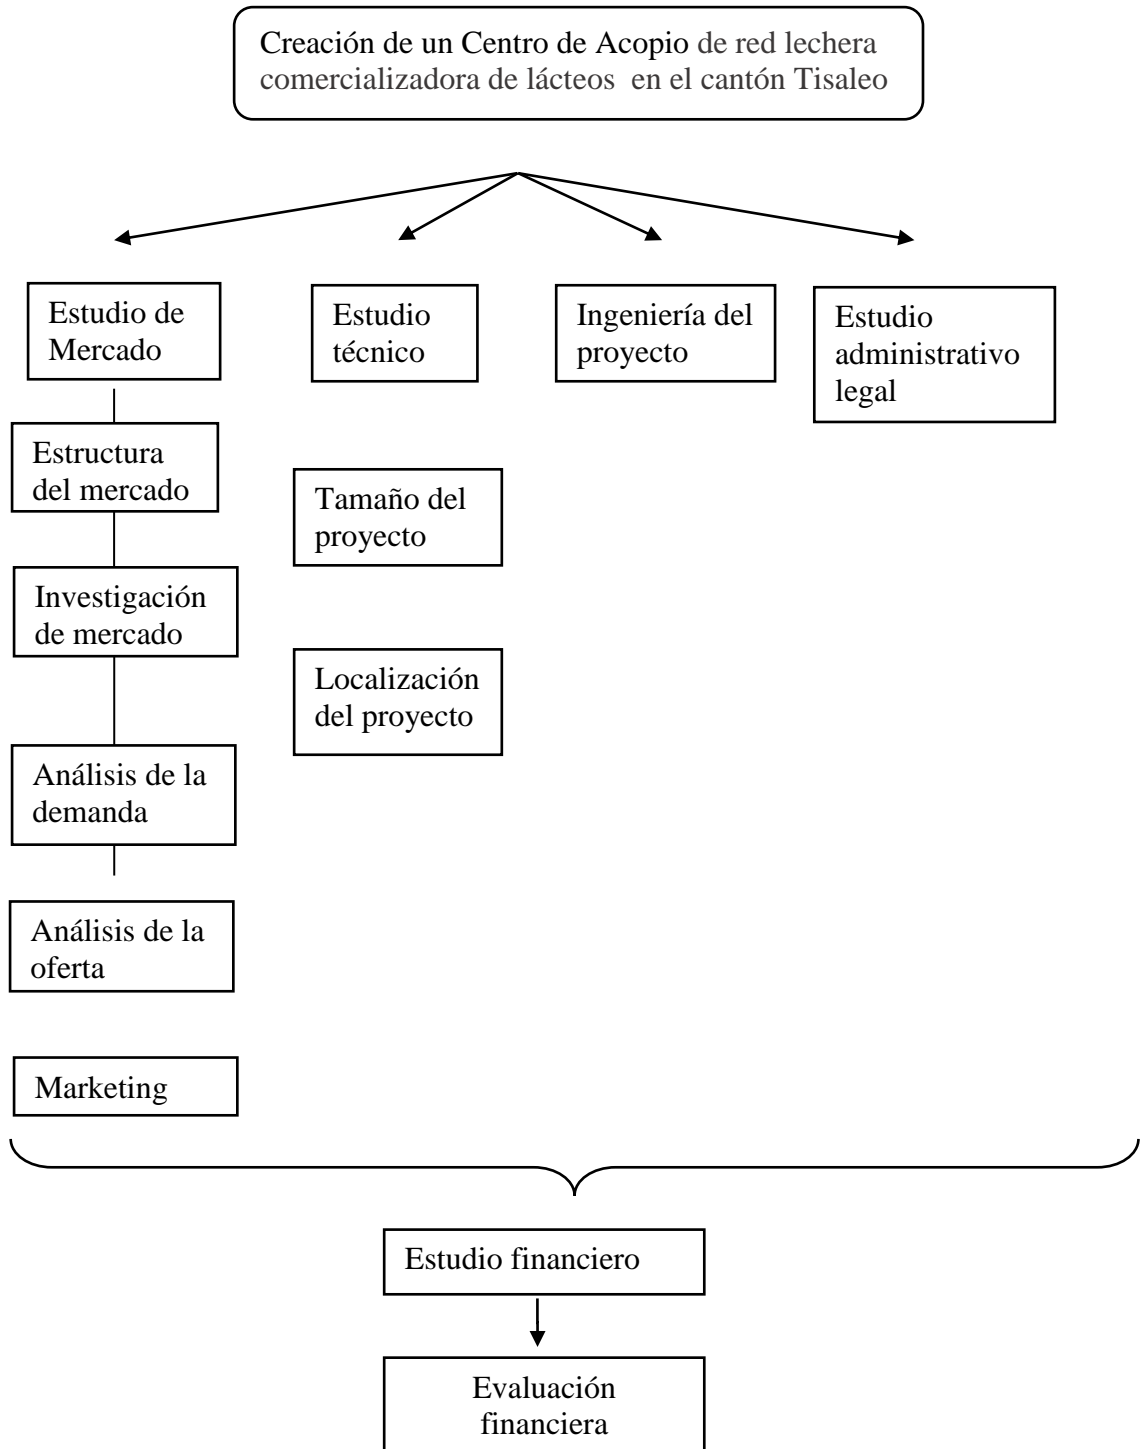 Creación de un Centro de Acopio de red lechera
comercializadora de lácteos en el cantón Tisaleo
Estudio de
Mercado
Estudio
técnico
Ingeniería del
proyecto
Estudio
administrativo
legal
Estructura
del mercado
Tamaño del
proyecto
Investigación
de mercado
Localización
del proyecto
Análisis de la
demanda
Análisis de la
oferta
Marketing
Estudio financiero
Evaluación
financiera